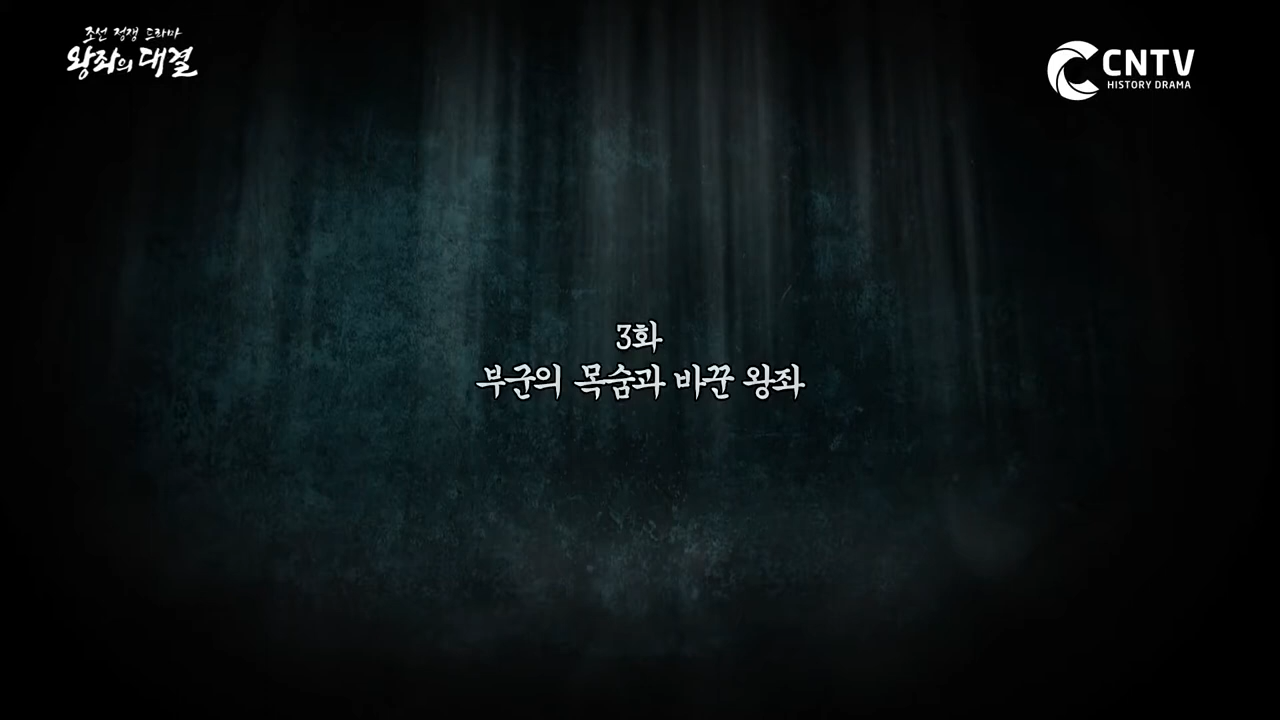 조선 정쟁 드라마
왕좌의 대결
CNTV
HISTORY DRAMA
3화
부군의 목숨과 바꾼 왕좌